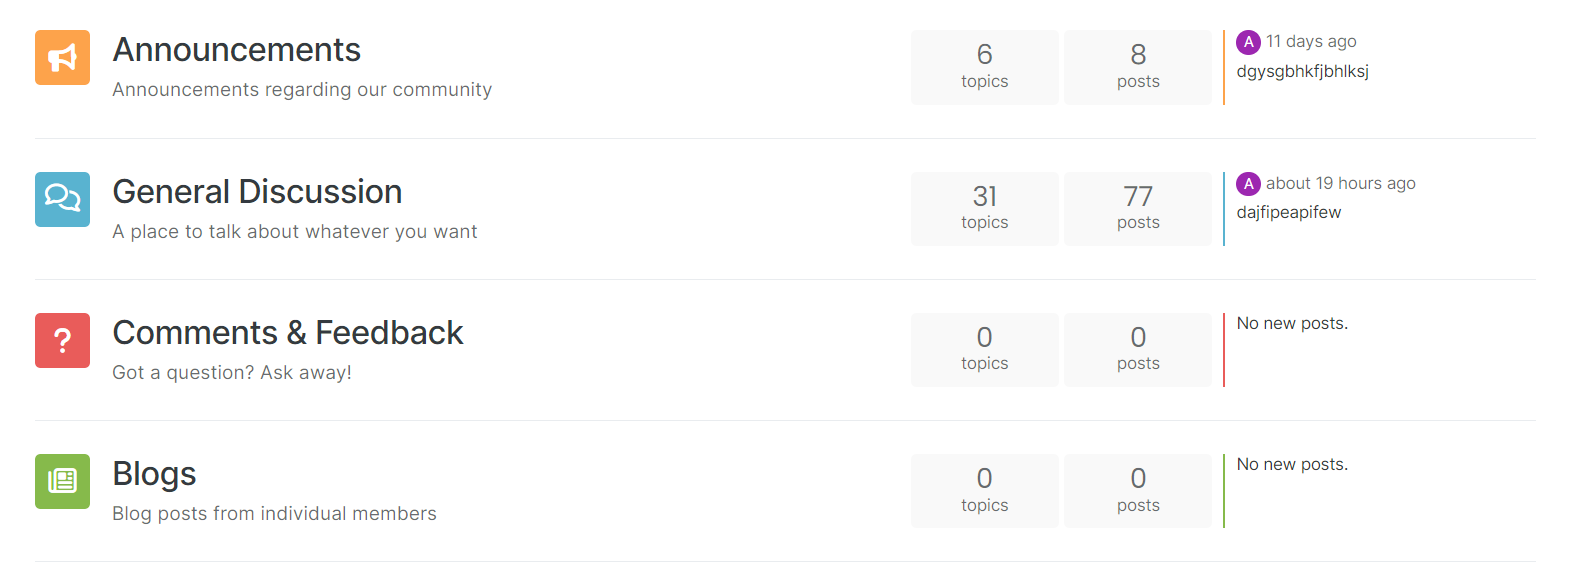 Announcements
Announcements regarding our community
6
topics
8
posts
A 11 days ago
dgysgbhkfjbhlksj
General Discussion
A place to talk about whatever you want
31
topics
77
posts
A about 19 hours ago
dajfipeapifew
?
Comments & Feedback
Got a question? Ask away!
0
topics
0
posts
No new posts.
Blogs
Blog posts from individual members
0
topics
0
posts
No new posts.